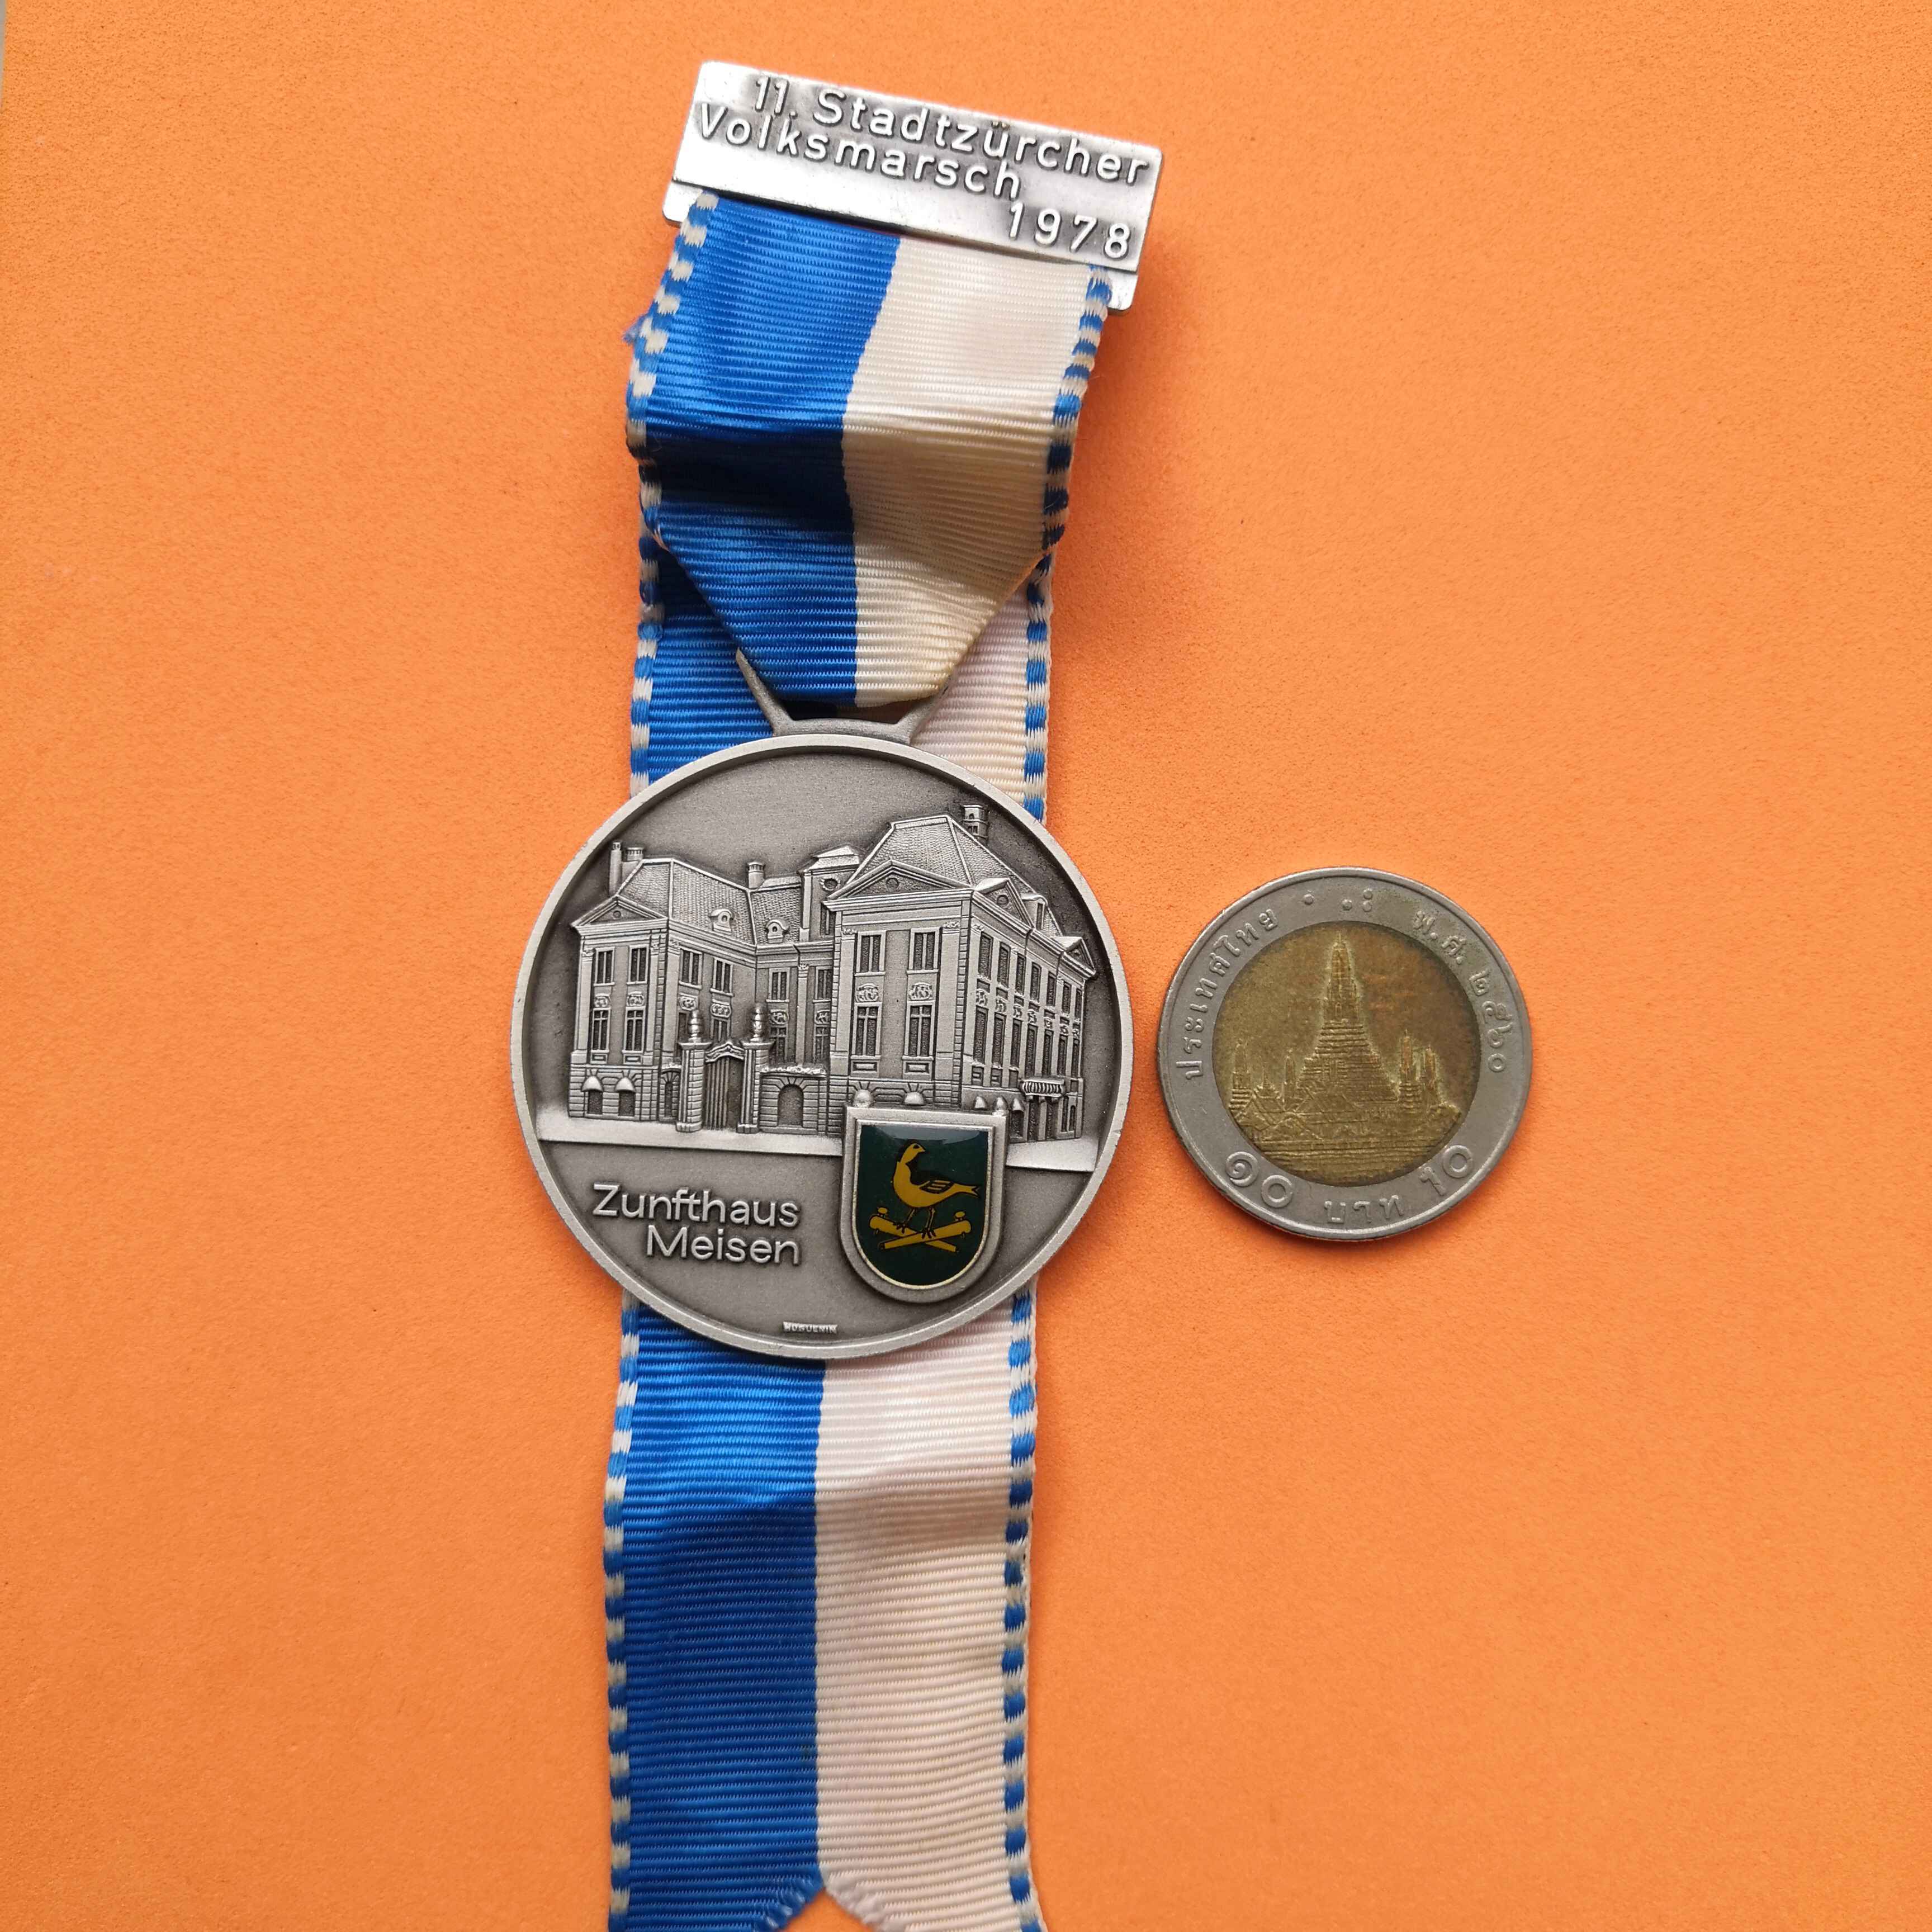 11. Stadtzürcher
Volksmarsch
1978
Zunfthaus
Meisen
HUGUENIN
ประเทศไทย
พ.ศ. ๒๕๖๐
๑๐ บาท 10